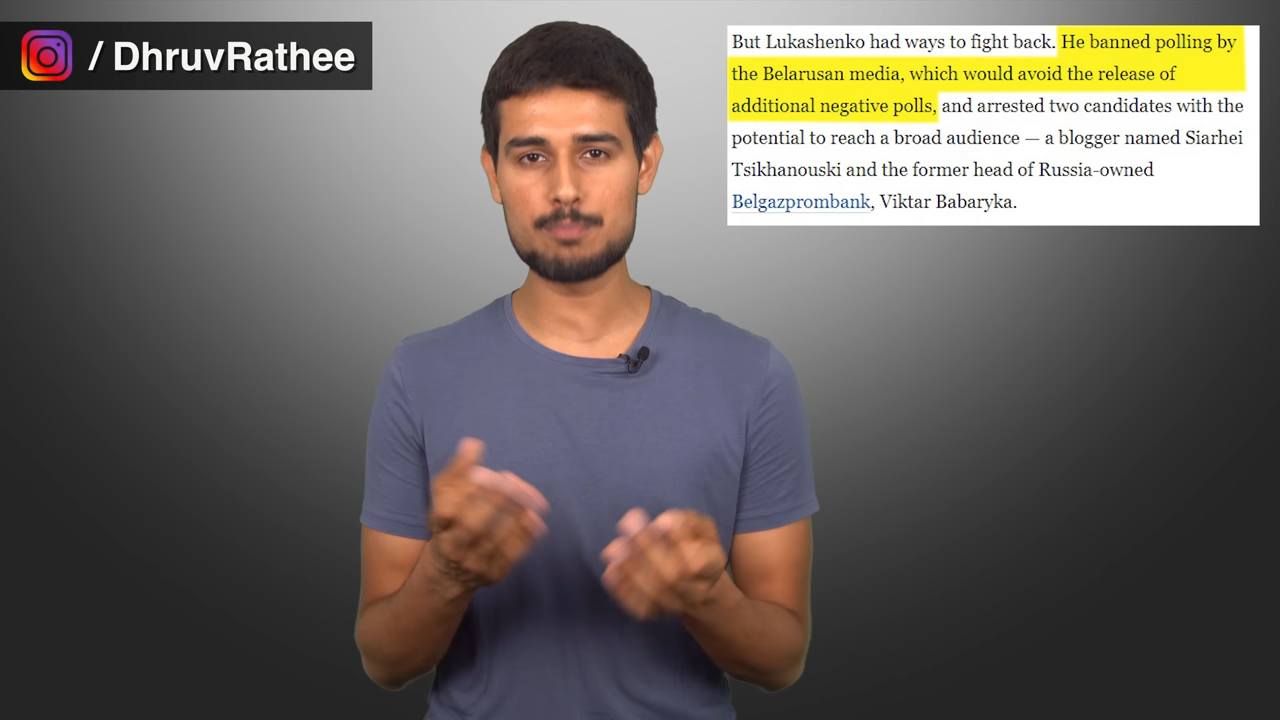 / DhruvRathee
But Lukashenko had ways to fight back. He banned polling by
the Belarusan media, which would avoid the release of
additional negative polls, and arrested two candidates with the
potential to reach a broad audience — a blogger named Siarhei
Tsikhanouski and the former head of Russia-owned
Belgazprombank, Viktar Babaryka.